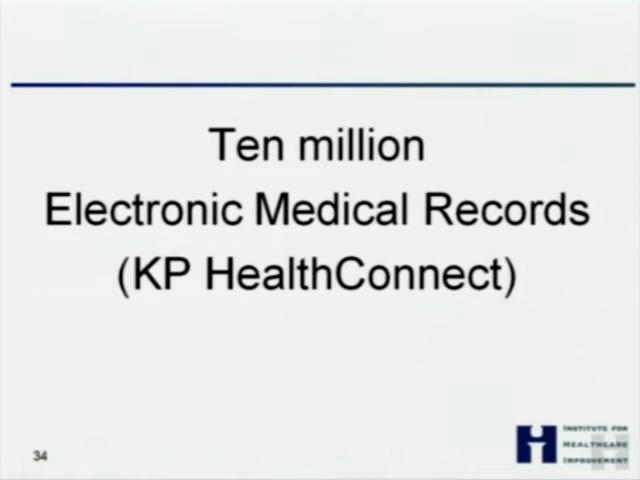 Ten million
Electronic Medical Records
(KP HealthConnect)
34
INSTITUTE FOR
HEALTHCARE
IMPROVEMENT